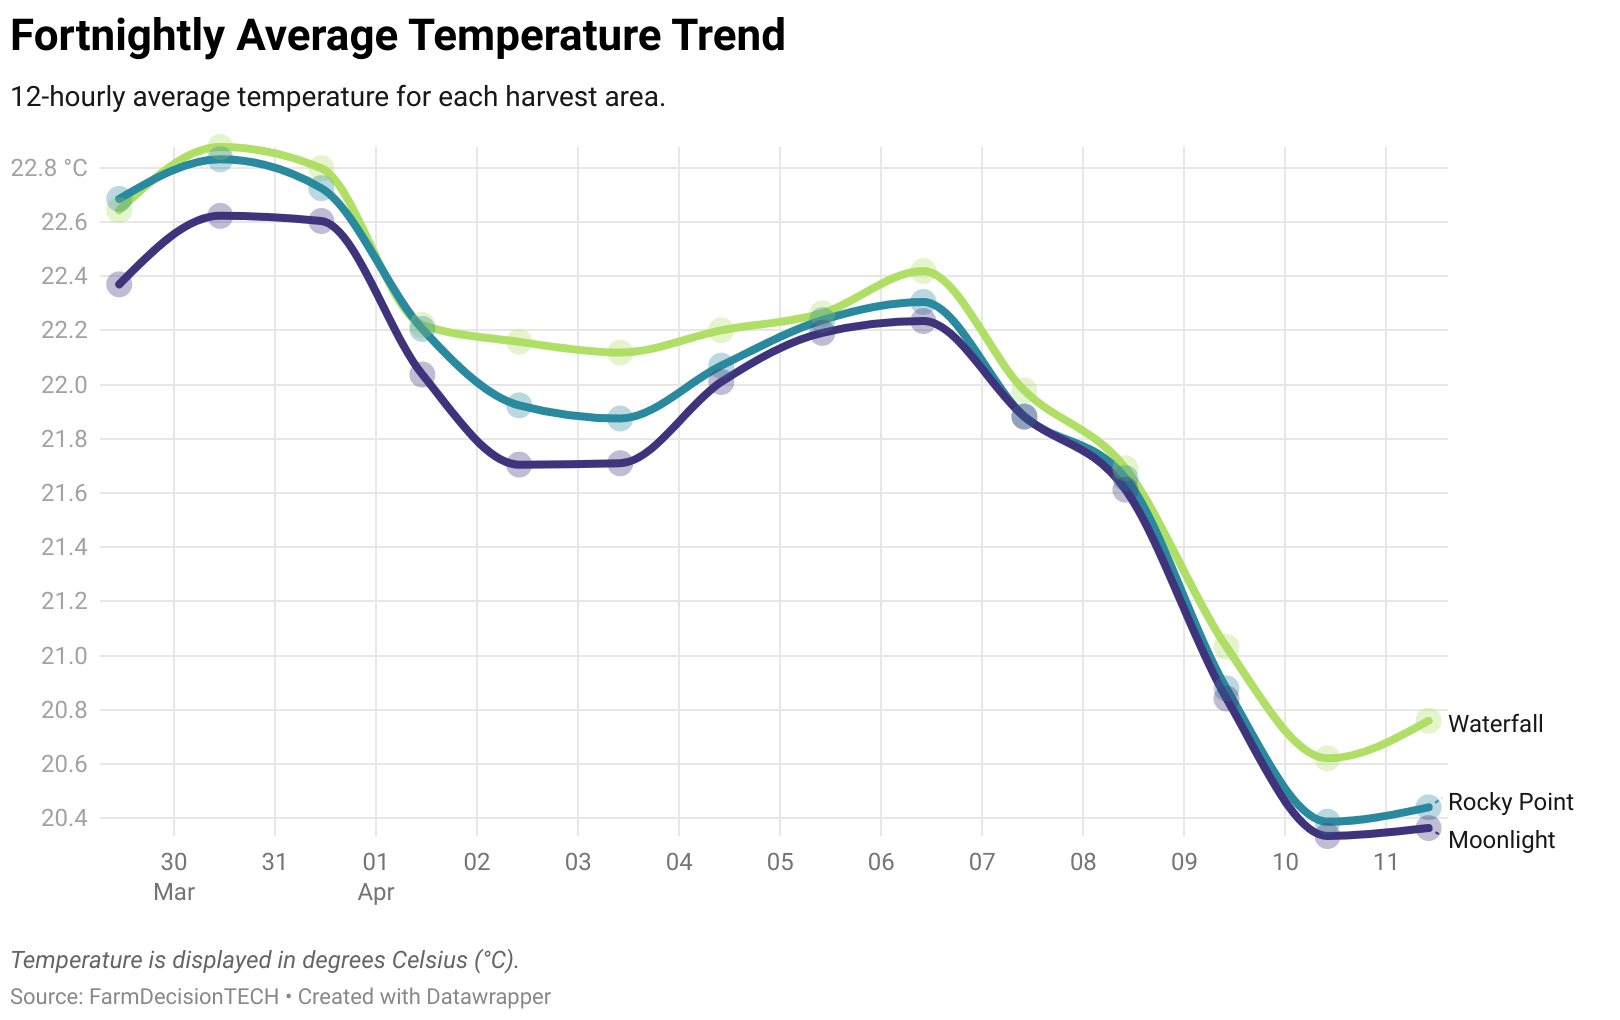 Fortnightly Average Temperature Trend
12-hourly average temperature for each harvest area.
22.8 °C
22.6
22.4
22.2
22.0
21.8
21.6
21.4
21.2
21.0
20.8
20.6
20.4
Waterfall
Rocky Point
Moonlight
30 31 01 02 03 04 05 06 07 08 09 10 11
Mar Apr
Temperature is displayed in degrees Celsius (°C).
Source: FarmDecisionTECH • Created with Datawrapper